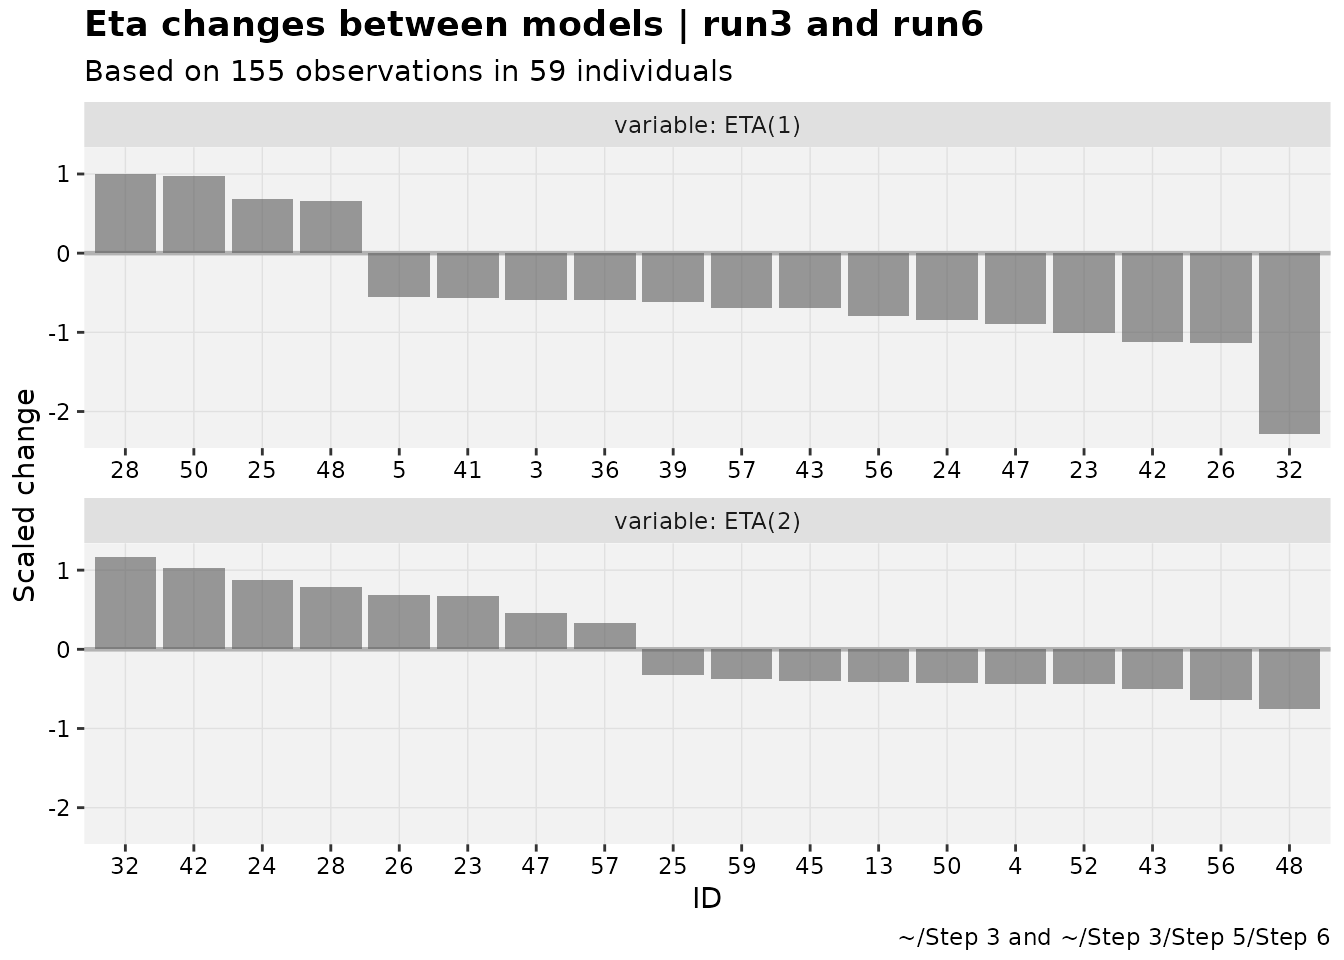 Eta changes between models | run3 and run6
Based on 155 observations in 59 individuals
variable: ETA(1)
1
0
-1
-2
28 50 25 48 5 41 3 36 39 57 43 56 24 47 23 42 26 32
Scaled change
variable: ETA(2)
1
0
-1
-2
32 42 24 28 26 23 47 57 25 59 45 13 50 4 52 43 56 48
ID
~/Step 3 and ~/Step 3/Step 5/Step 6